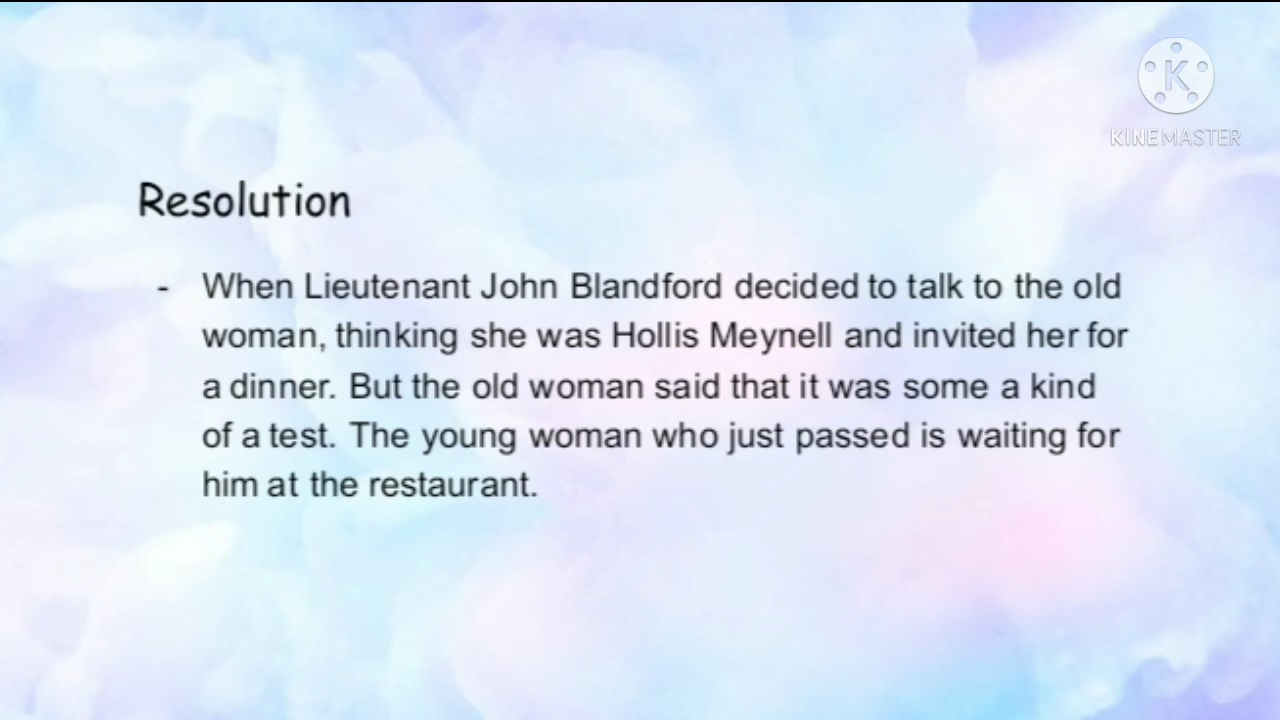 K
KINEMASTER
Resolution
- When Lieutenant John Blandford decided to talk to the old
woman, thinking she was Hollis Meynell and invited her for
a dinner. But the old woman said that it was some a kind
of a test. The young woman who just passed is waiting for
him at the restaurant.